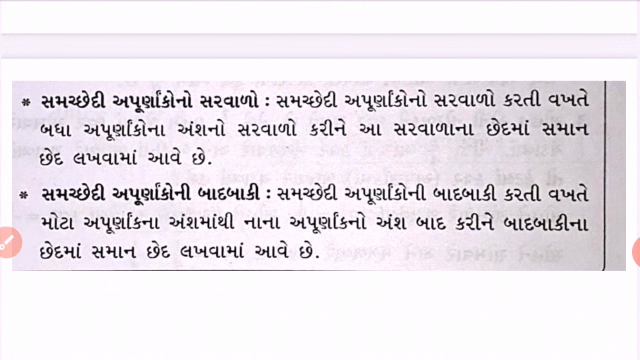 * સમચ્છેદી અપૂર્ણાંકોનો સરવાળો : સમચ્છેદી અપૂર્ણાંકોનો સરવાળો કરતી વખતે
બધા અપૂર્ણાંકોના અંશનો સરવાળો કરીને આ સરવાળાના છેદમાં સમાન
છેદ લખવામાં આવે છે.
* સમચ્છેદી અપૂર્ણાંકોની બાદબાકી : સમચ્છેદી અપૂર્ણાંકોની બાદબાકી કરતી વખતે
મોટા અપૂર્ણાંકના અંશમાંથી નાના અપૂર્ણાંકનો અંશ બાદ કરીને બાદબાકીના
છેદમાં સમાન છેદ લખવામાં આવે છે.